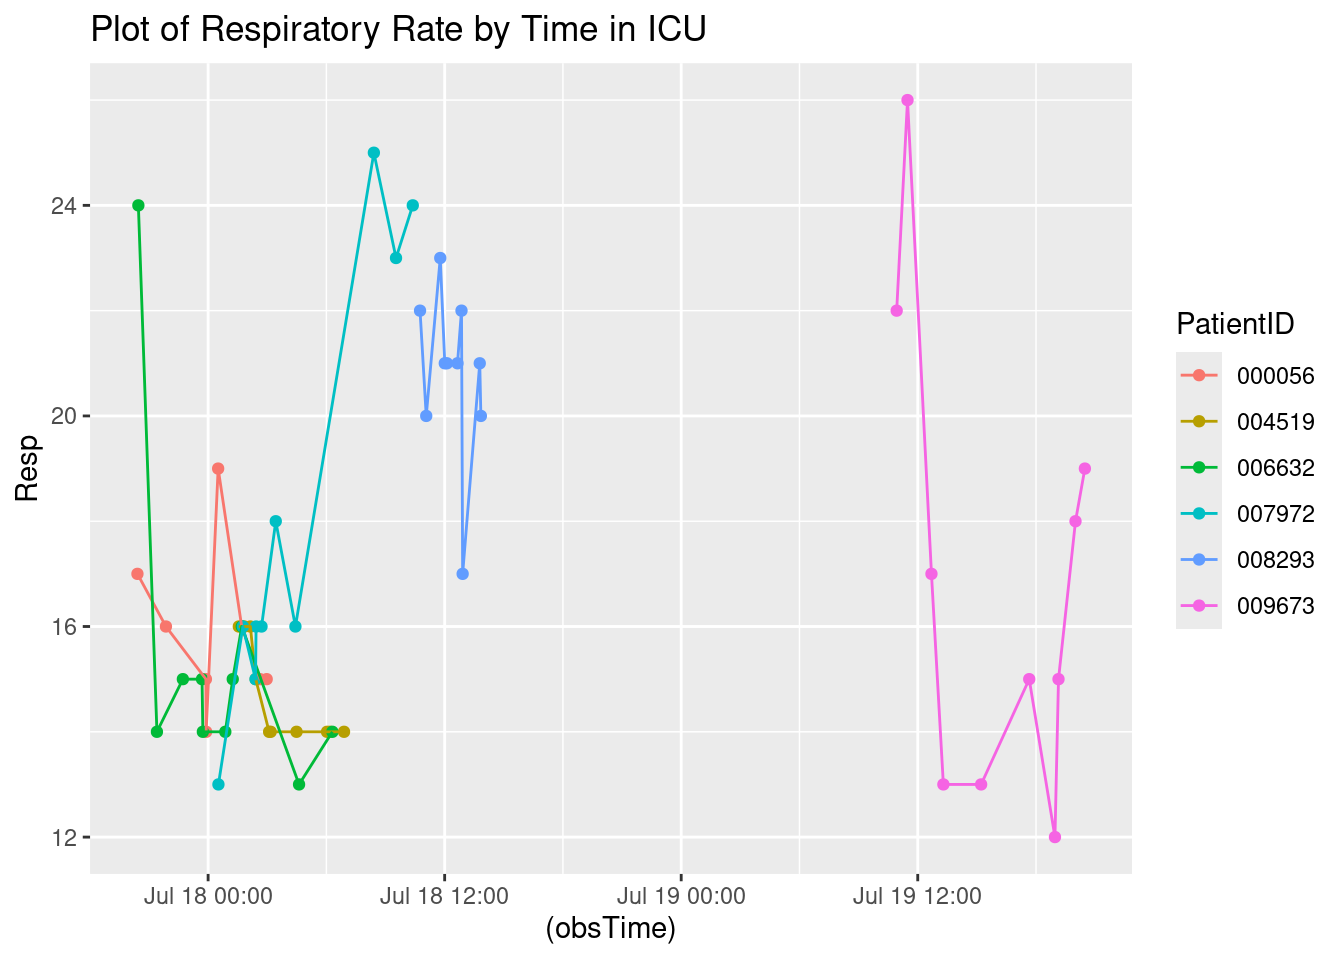 Plot of Respiratory Rate by Time in ICU
24
20
16
12
Resp
Jul 18 00:00
Jul 18 12:00
Jul 19 00:00
Jul 19 12:00
(obsTime)
PatientID
000056
004519
006632
007972
008293
009673